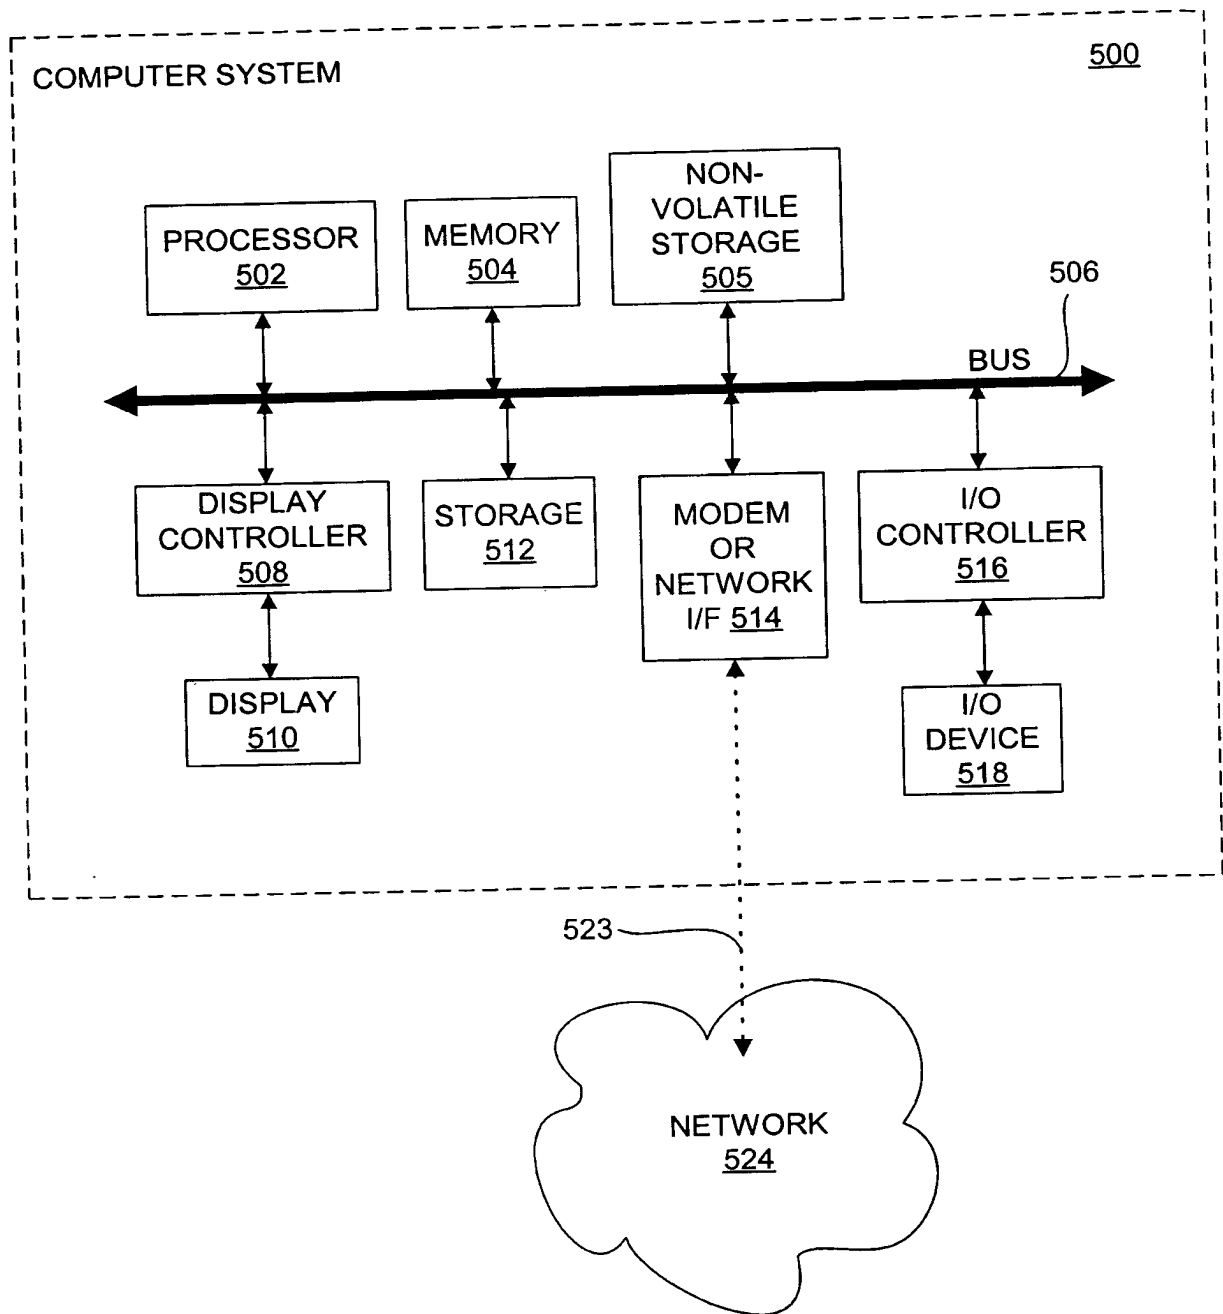 COMPUTER SYSTEM
500
PROCESSOR
502
MEMORY
504
NON-
VOLATILE
STORAGE
505
506
BUS
DISPLAY
CONTROLLER
508
STORAGE
512
MODEM
OR
NETWORK
I/F 514
I/O
CONTROLLER
516
DISPLAY
510
I/O
DEVICE
518
523
NETWORK
524